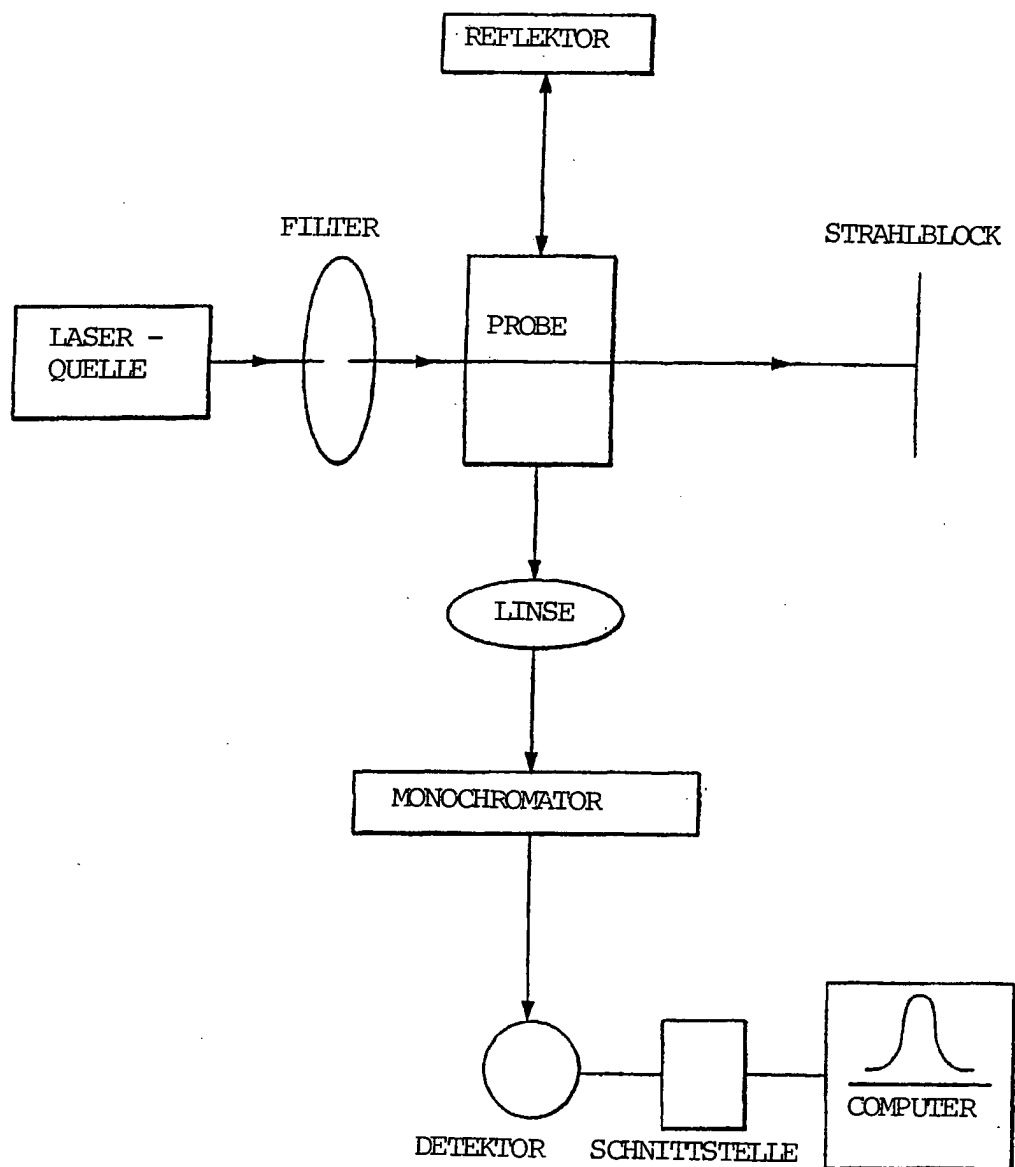 REFLEKTOR
FILTER
STRAHLBLOCK
LASER -
QUELLE
PROBE
LINSE
MONOCHROMATOR
COMPUTER
DETEKTOR
SCHNITTSTELLE